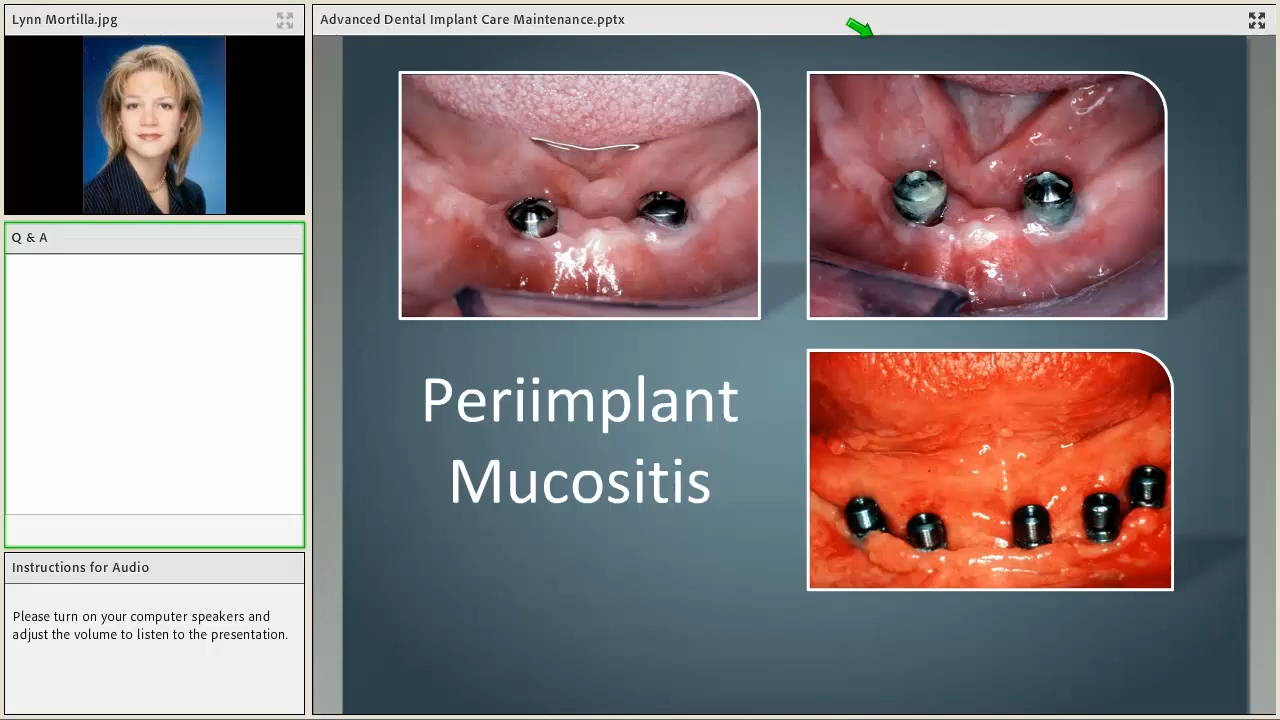 Lynn Mortilla.jpg
Advanced Dental Implant Care Maintenance.pptx
Q & A
Periimplant
Mucositis
Instructions for Audio
Please turn on your computer speakers and
adjust the volume to listen to the presentation.